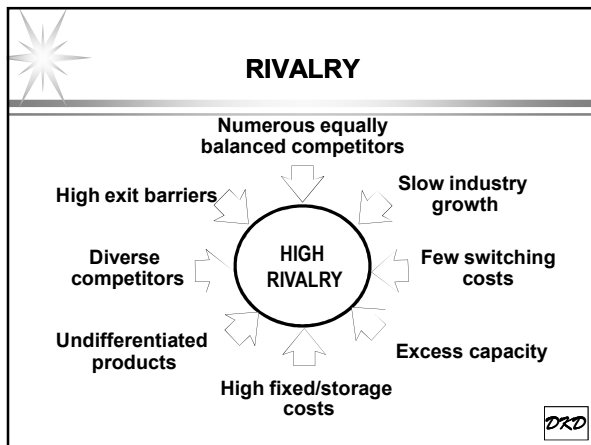 RIVALRY
Numerous equally
balanced competitors
High exit barriers
Slow industry
growth
Diverse
competitors
HIGH
RIVALRY
Few switching
costs
Undifferentiated
products
Excess capacity
High fixed/storage
costs
DKD